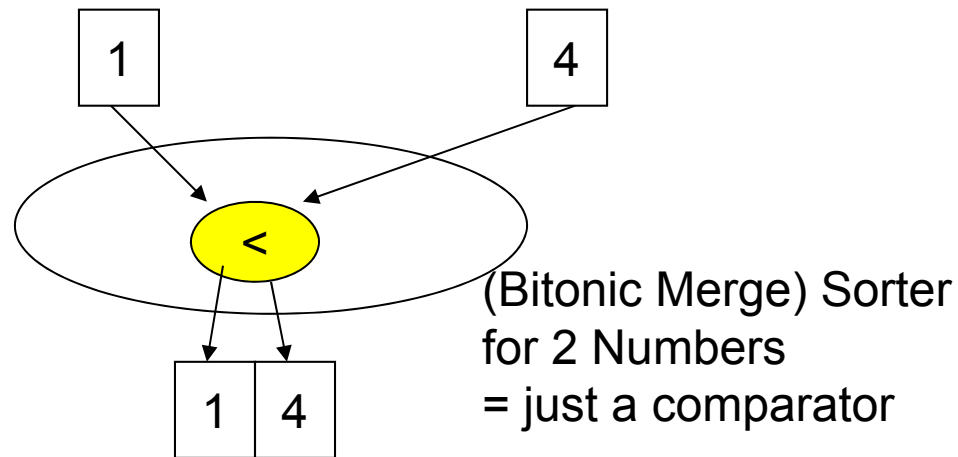 1 4
<
(Bitonic Merge) Sorter
for 2 Numbers
= just a comparator
1 4